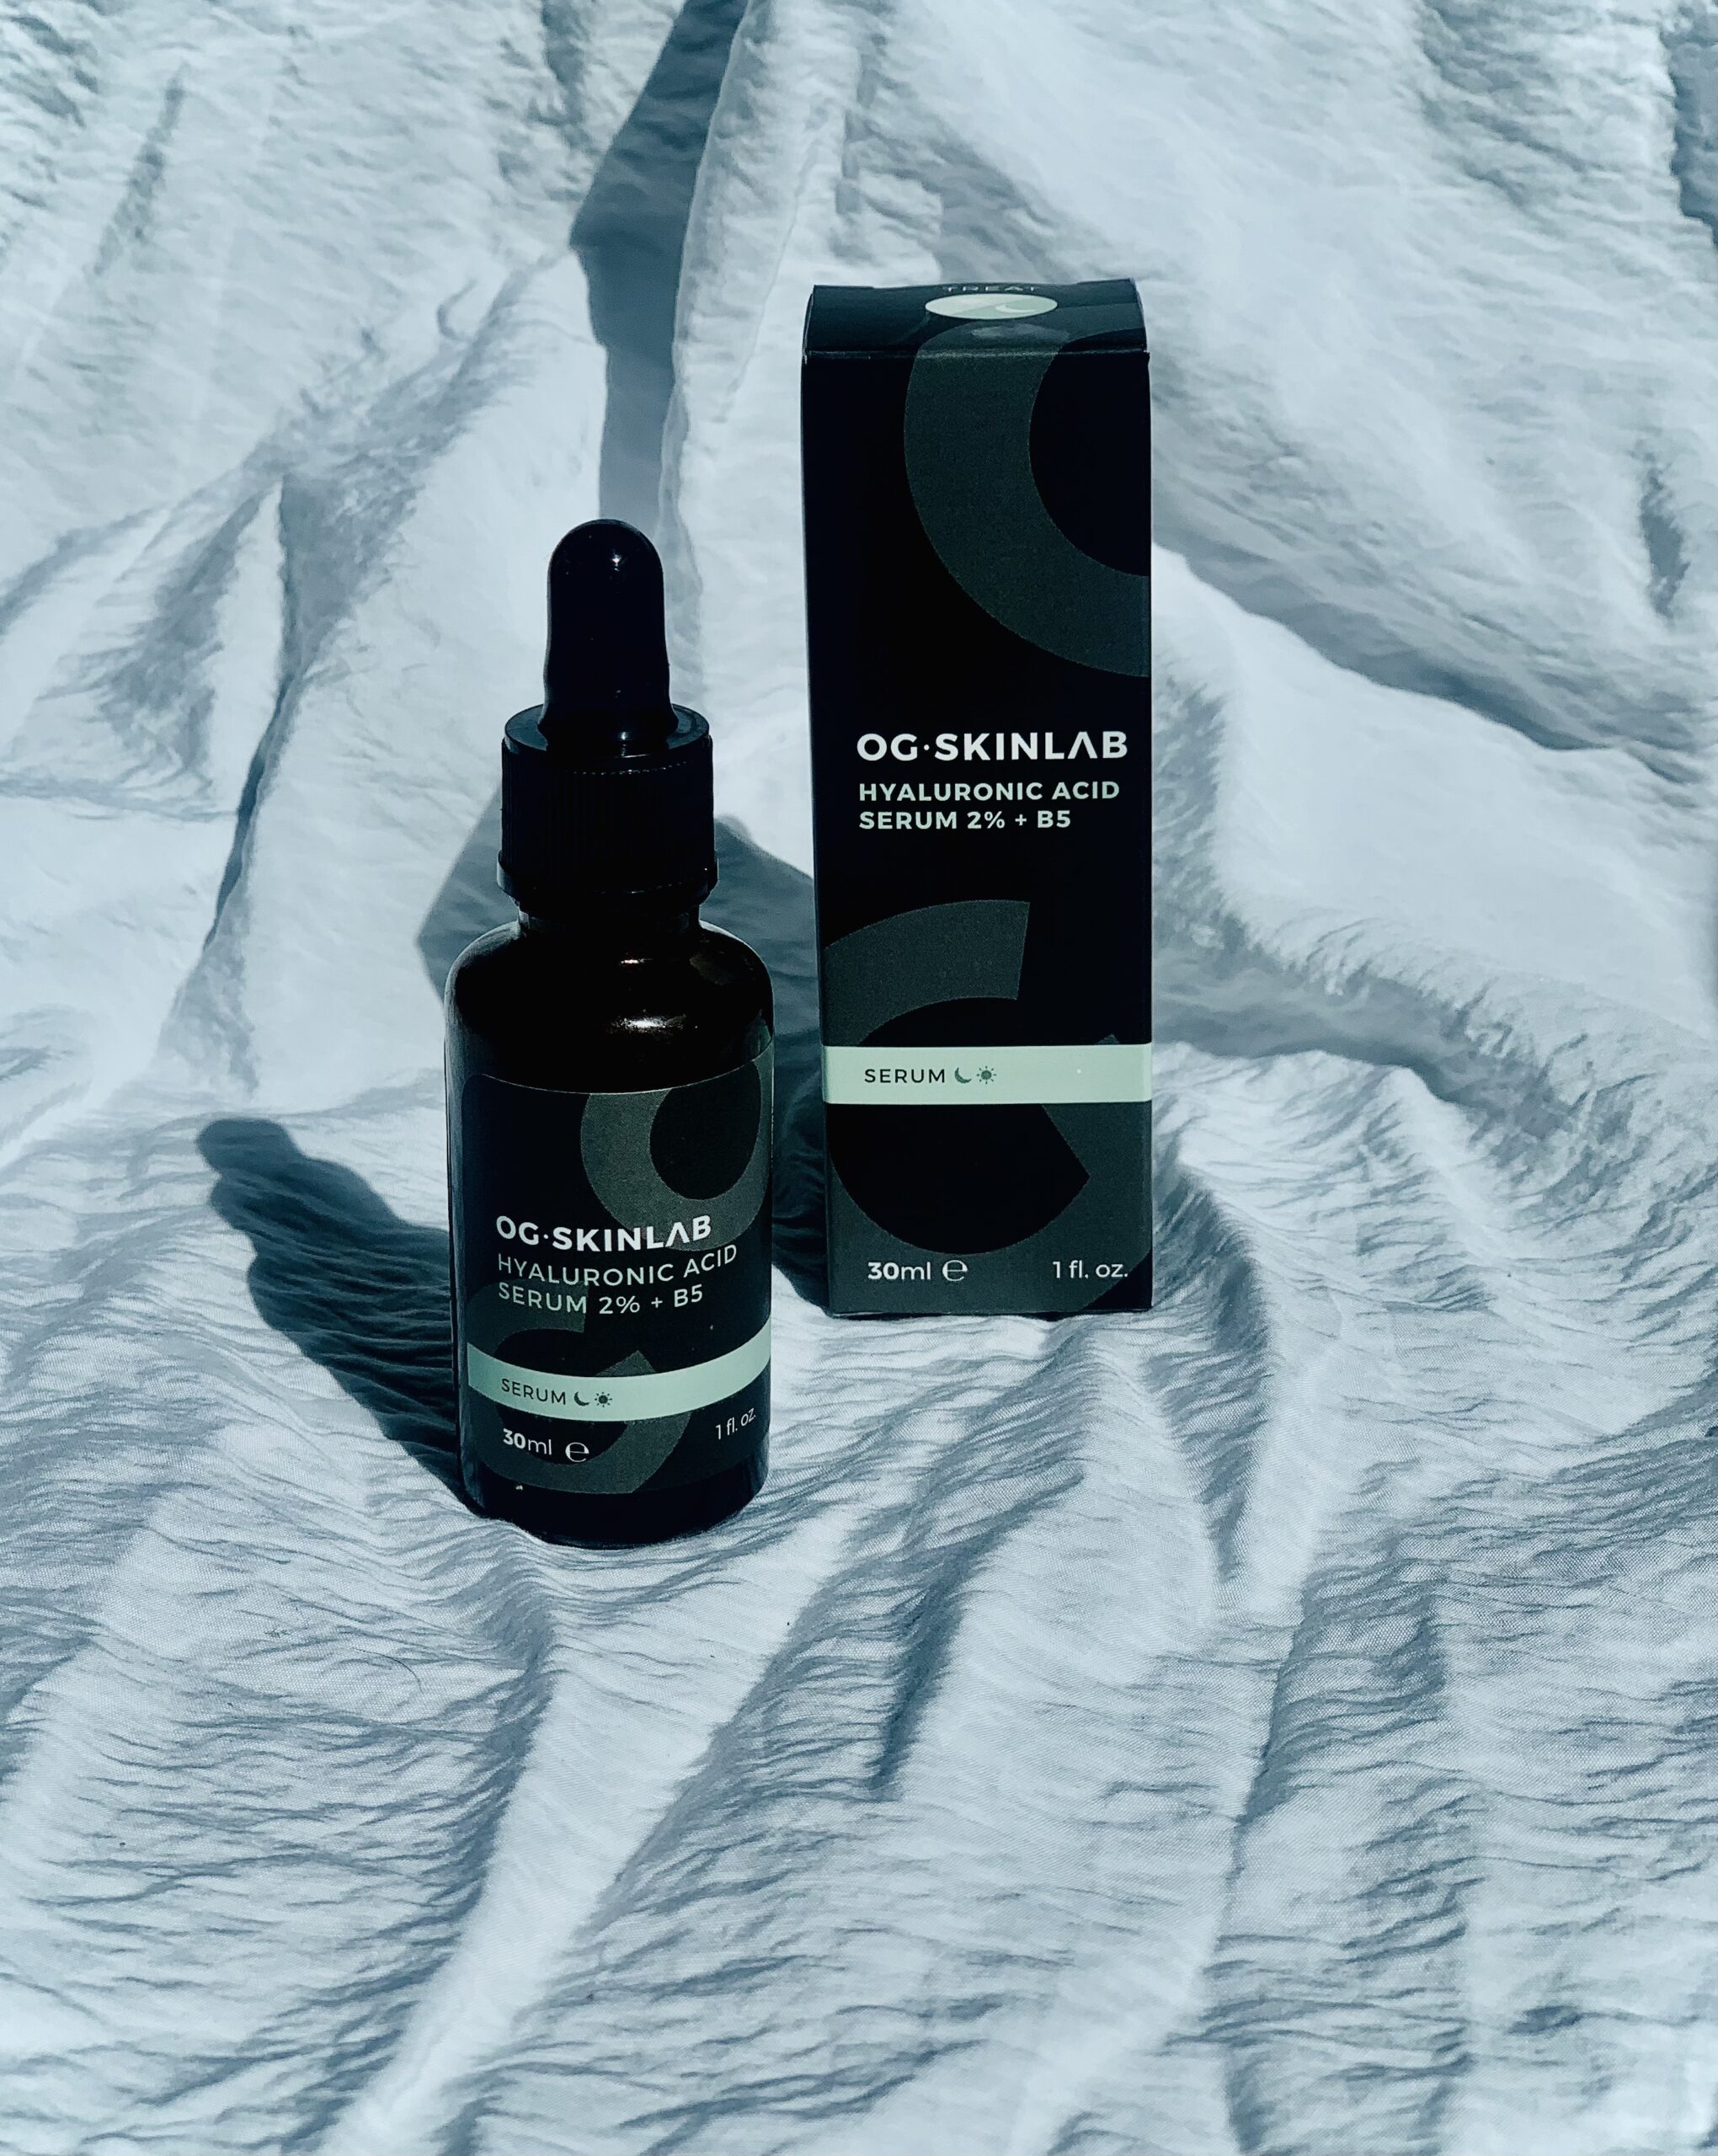 TREAT
OG·SKINLAB
HYALURONIC ACID
SERUM 2% + B5
SERUM
30ml ℮ 1 fl. oz.
OG·SKINLAB
HYALURONIC ACID
SERUM 2% + B5
SERUM
30ml ℮ 1 fl. oz.